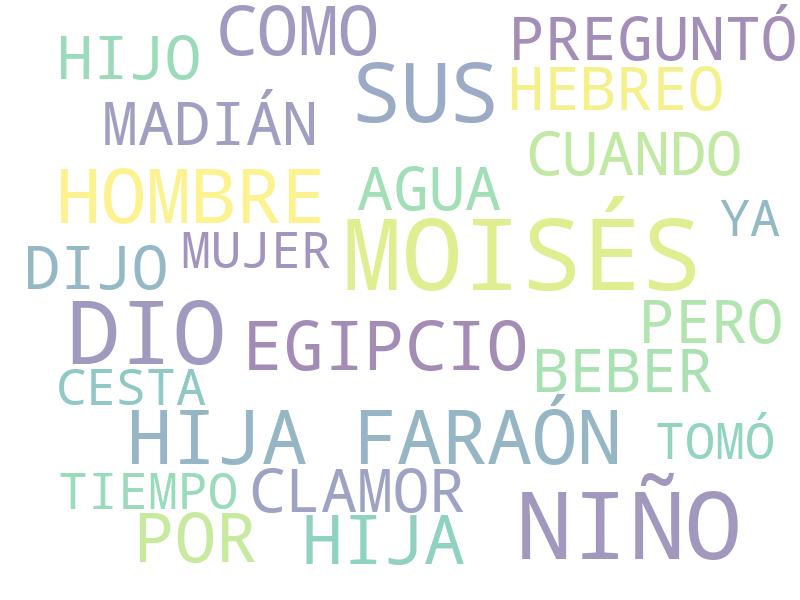 COMO
PREGUNTÓ
HIJO
SUS
HEBREO
MADIÁN
CUANDO
HOMBRE
AGUA
YA
MOISÉS
MUJER
DIJO
DIO
PERO
EGIPCIO
BEBER
CESTA
HIJA FARAÓN
TOMÓ
TIEMPO
CLAMOR
NIÑO
POR
HIJA